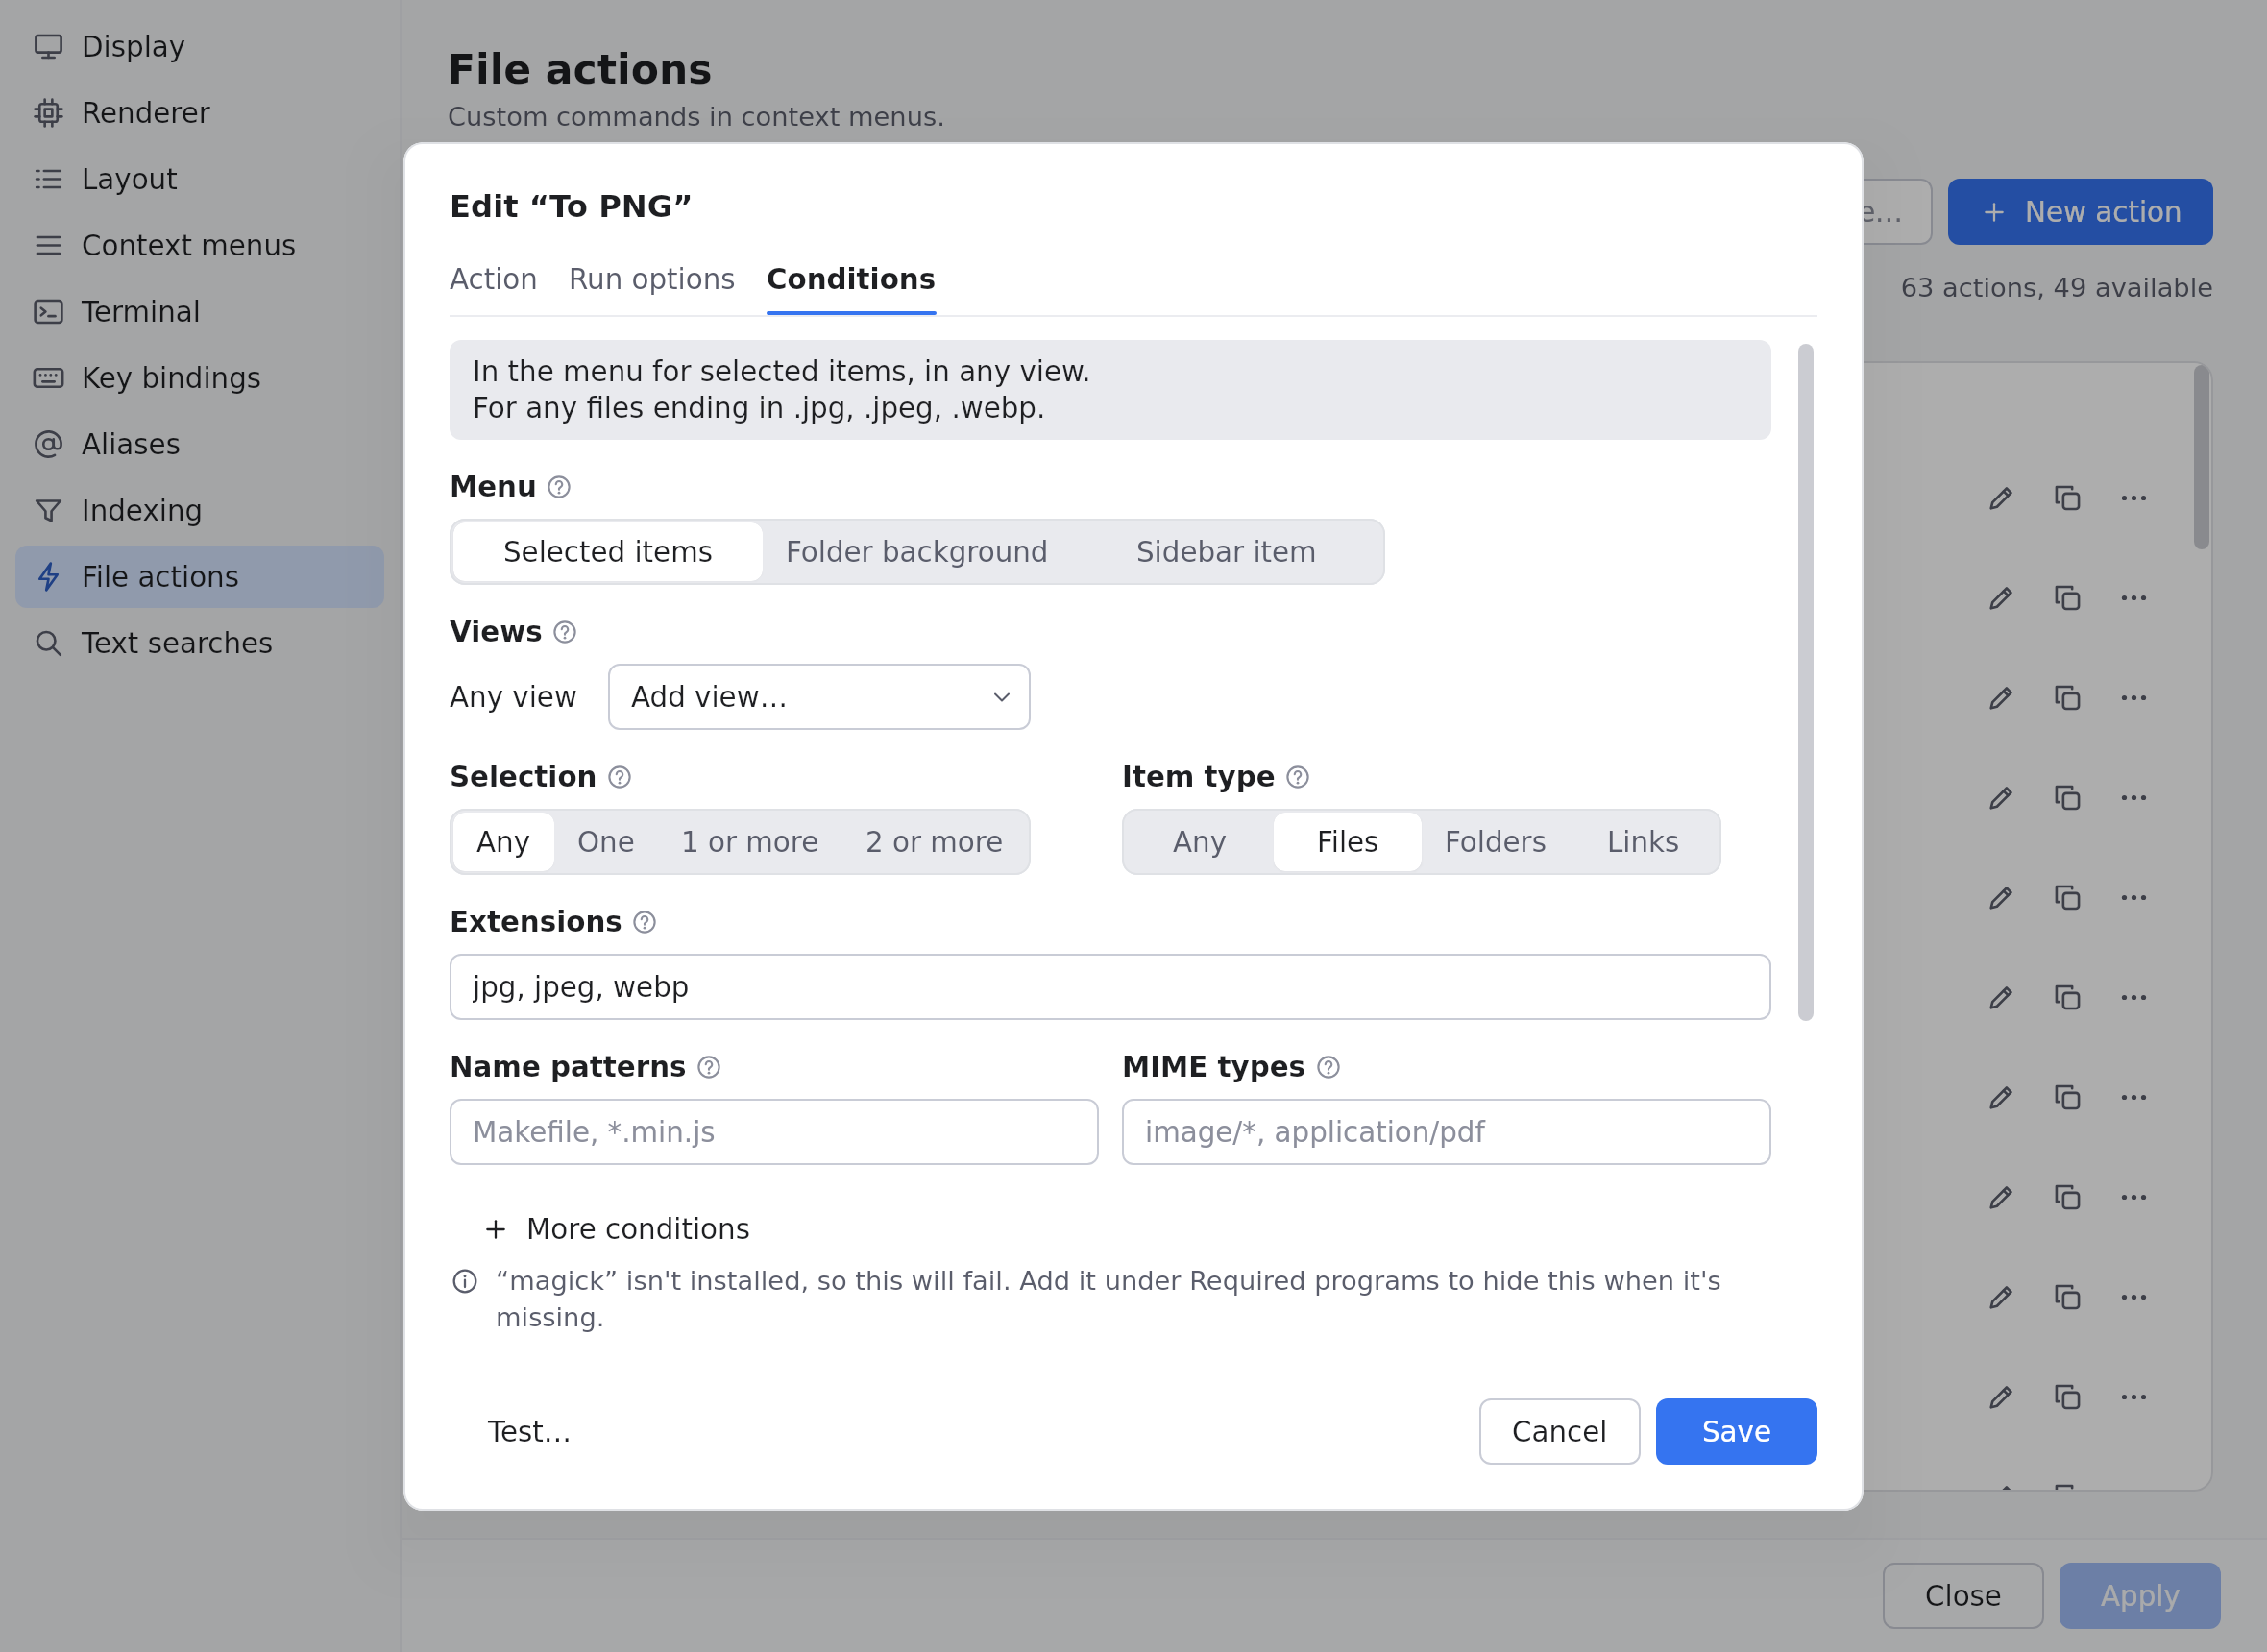 Display
Renderer
Layout
Context menus
Terminal
Key bindings
Aliases
Indexing
File actions
Text searches
File actions
Custom commands in context menus.
New action
63 actions, 49 available
Edit “To PNG”
Action Run options Conditions
In the menu for selected items, in any view.
For any files ending in .jpg, .jpeg, .webp.
Menu
Selected items Folder background Sidebar item
Views
Any view Add view...
Selection
Any One 1 or more 2 or more
Item type
Any Files Folders Links
Extensions
jpg, jpeg, webp
Name patterns
Makefile, *.min.js
MIME types
image/*, application/pdf
+ More conditions
“magick” isn't installed, so this will fail. Add it under Required programs to hide this when it's
missing.
Test...
Cancel Save
Close Apply